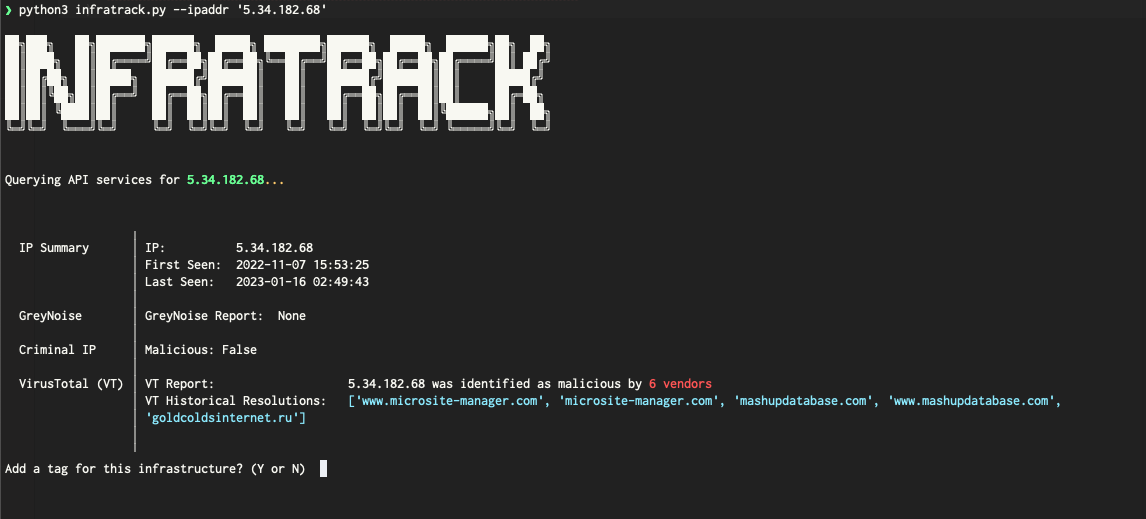 ❯ python3 infratrack.py --ipaddr '5.34.182.68'
INFRATRACK
Querying API services for 5.34.182.68...
IP Summary │ IP: 5.34.182.68
│ First Seen: 2022-11-07 15:53:25
│ Last Seen: 2023-01-16 02:49:43
GreyNoise │ GreyNoise Report: None
Criminal IP │ Malicious: False
VirusTotal (VT) │ VT Report: 5.34.182.68 was identified as malicious by 6 vendors
│ VT Historical Resolutions: ['www.microsite-manager.com', 'microsite-manager.com', 'mashupdatabase.com', 'www.mashupdatabase.com',
│ 'goldcoldsinternet.ru']
Add a tag for this infrastructure? (Y or N)